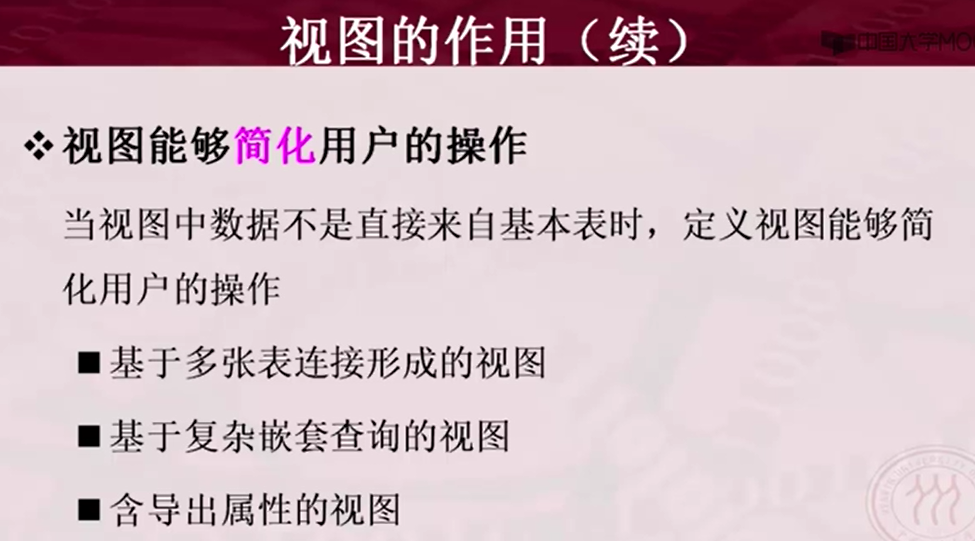 视图的作用（续）
中国大学MO
❖视图能够简化用户的操作
当视图中数据不是直接来自基本表时，定义视图能够简
化用户的操作
■基于多张表连接形成的视图
■基于复杂嵌套查询的视图
■含导出属性的视图